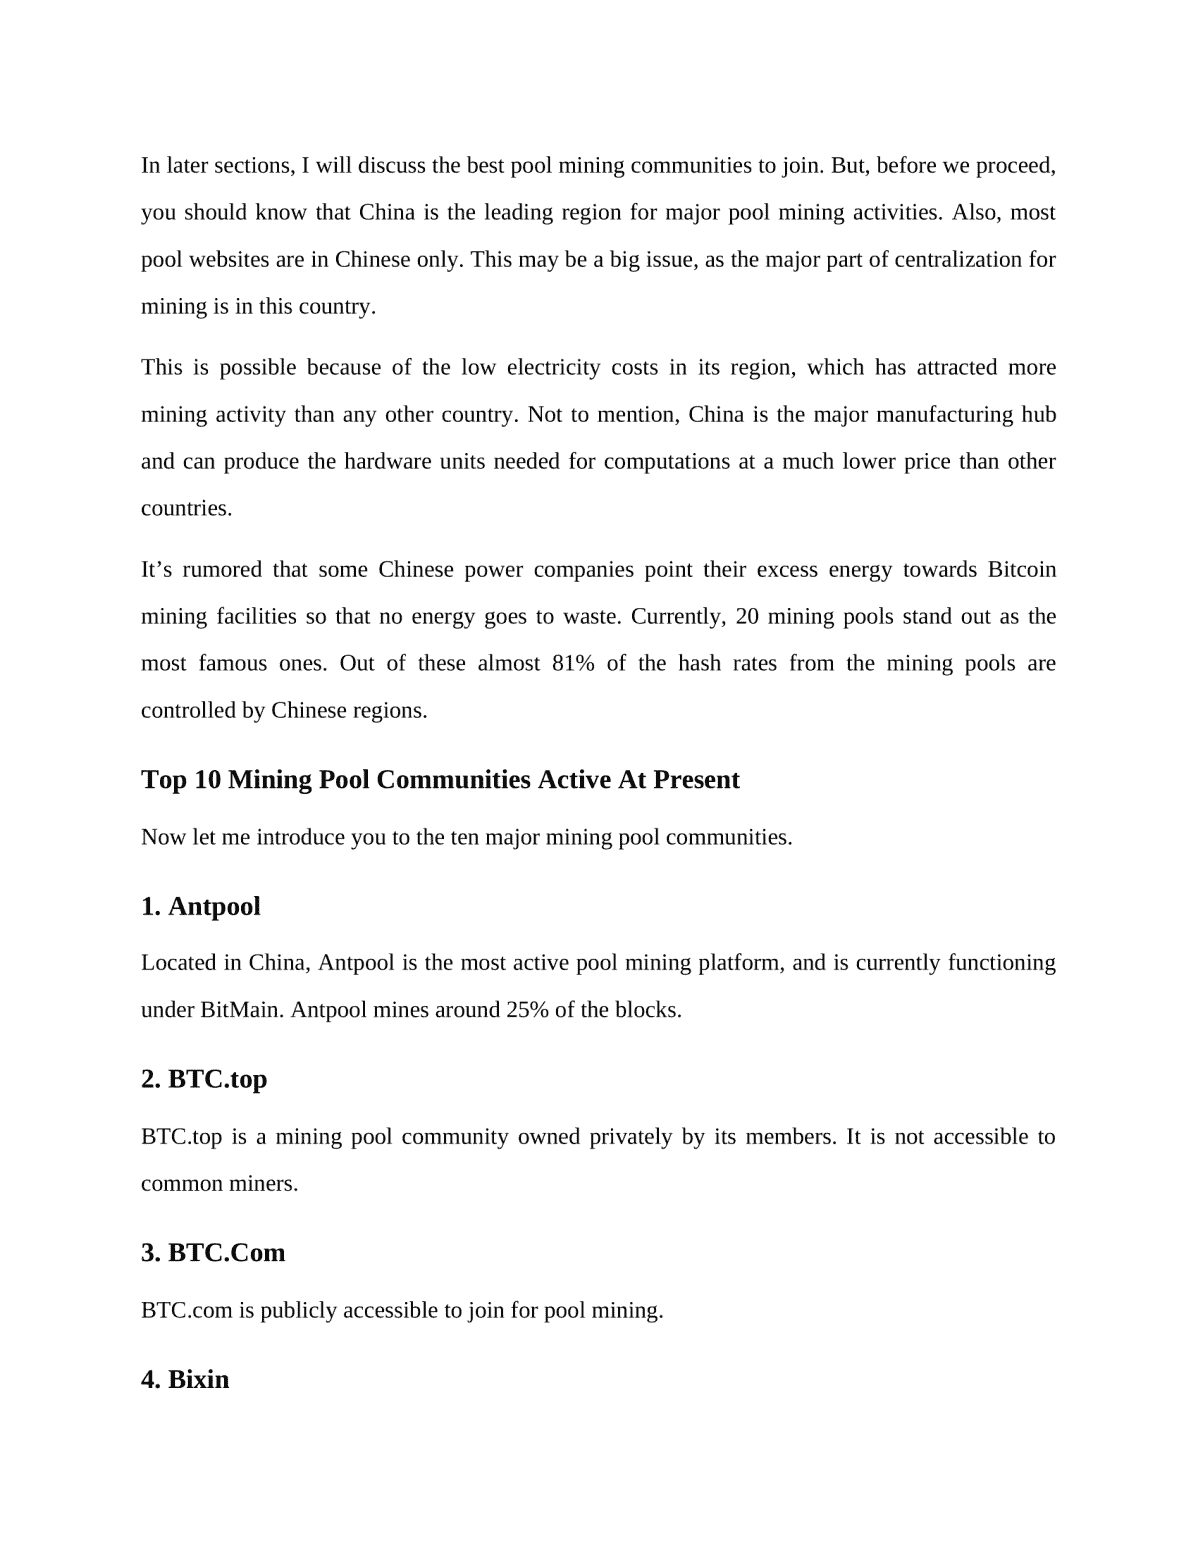 In later sections, I will discuss the best pool mining communities to join. But, before we proceed,
you should know that China is the leading region for major pool mining activities. Also, most
pool websites are in Chinese only. This may be a big issue, as the major part of centralization for
mining is in this country.
This is possible because of the low electricity costs in its region, which has attracted more
mining activity than any other country. Not to mention, China is the major manufacturing hub
and can produce the hardware units needed for computations at a much lower price than other
countries.
It’s rumored that some Chinese power companies point their excess energy towards Bitcoin
mining facilities so that no energy goes to waste. Currently, 20 mining pools stand out as the
most famous ones. Out of these almost 81% of the hash rates from the mining pools are
controlled by Chinese regions.
Top 10 Mining Pool Communities Active At Present
Now let me introduce you to the ten major mining pool communities.
1. Antpool
Located in China, Antpool is the most active pool mining platform, and is currently functioning
under BitMain. Antpool mines around 25% of the blocks.
2. BTC.top
BTC.top is a mining pool community owned privately by its members. It is not accessible to
common miners.
3. BTC.Com
BTC.com is publicly accessible to join for pool mining.
4. Bixin